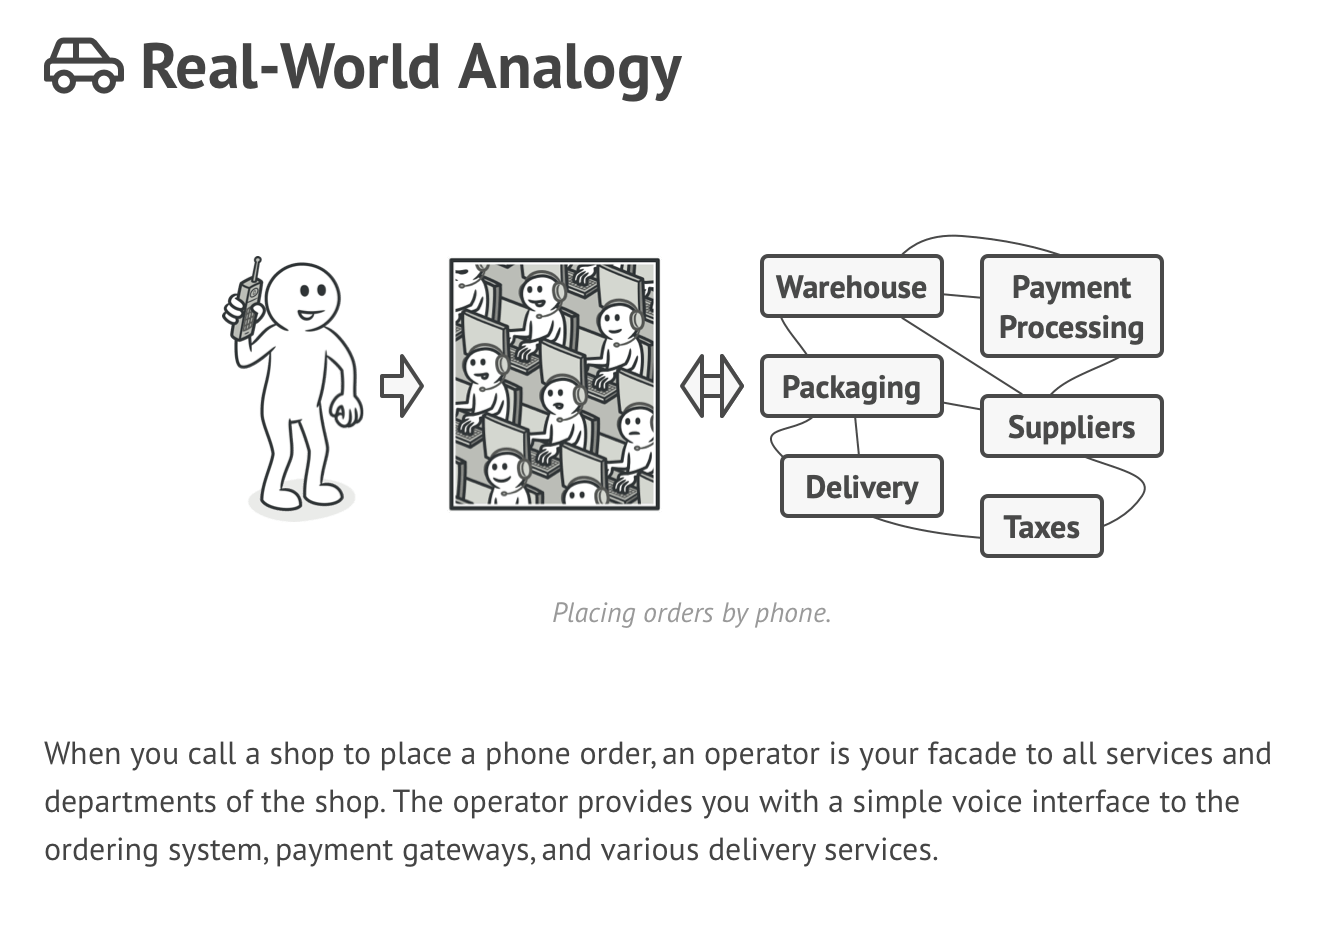 Real-World Analogy
Warehouse
Payment
Processing
Packaging
Suppliers
Delivery
Taxes
Placing orders by phone.
When you call a shop to place a phone order, an operator is your facade to all services and
departments of the shop. The operator provides you with a simple voice interface to the
ordering system, payment gateways, and various delivery services.